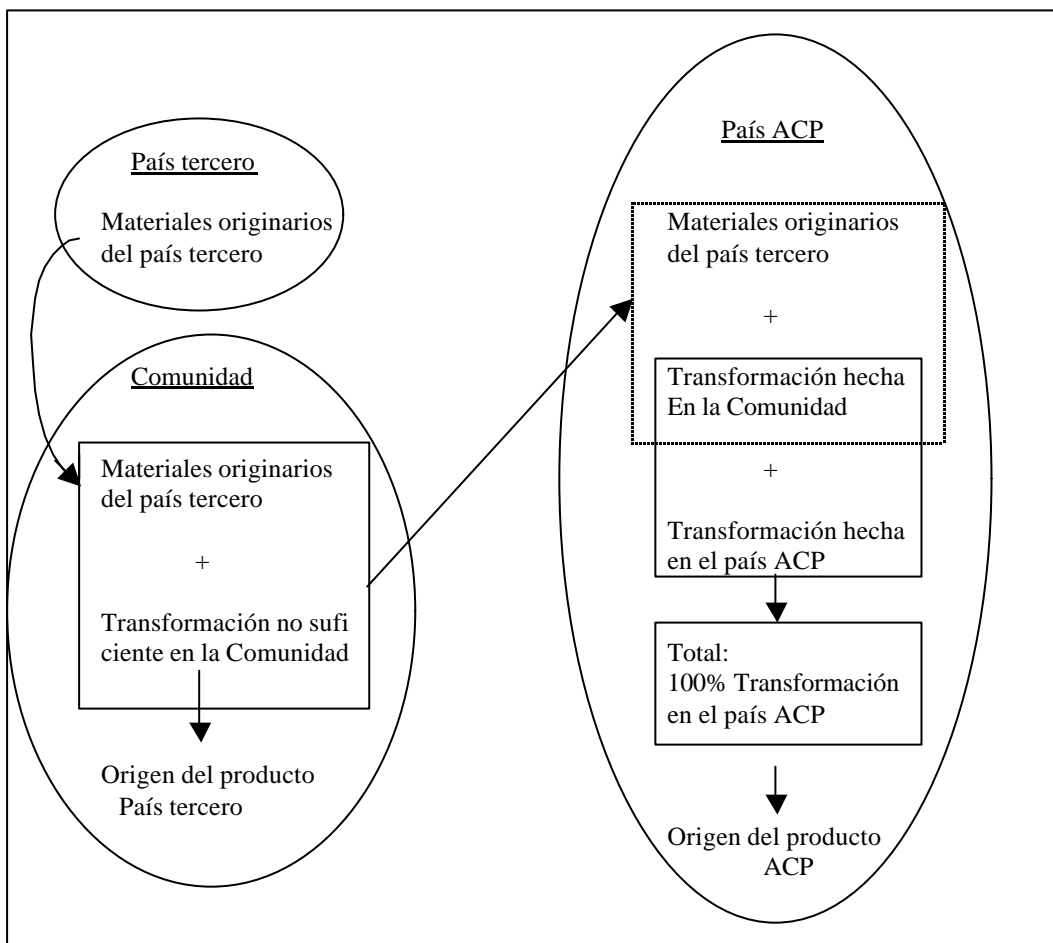 País tercero
Materiales originarios
del país tercero
Comunidad
Materiales originarios
del país tercero
+
Transformación no sufi
ciente en la Comunidad
Origen del producto
País tercero
País ACP
Materiales originarios
del país tercero
+
Transformación hecha
En la Comunidad
+
Transformación hecha
en el país ACP
Total:
100% Transformación
en el país ACP
Origen del producto
ACP